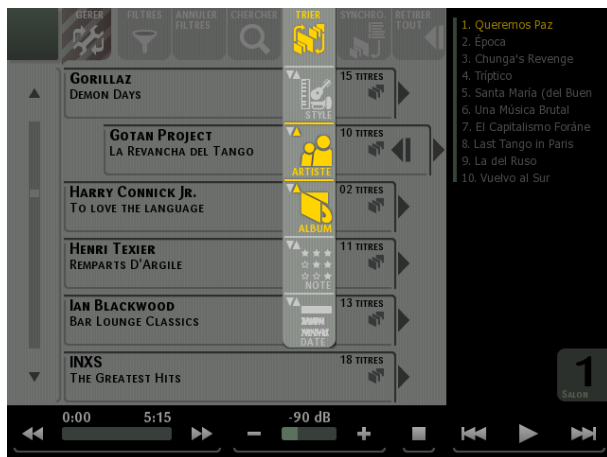 GÉRER
FILTRES
ANNULER
FILTRES
CHERCHER
TRIER
SYNCHRO.
RETIRER
TOUT
GORILLAZ
DEMON DAYS
15 TITRES
GOTAN PROJECT
LA REVANCHA DEL TANGO
10 TITRES
HARRY CONNICK JR.
TO LOVE THE LANGUAGE
02 TITRES
HENRI TEXIER
REMPARTS D'ARGILE
11 TITRES
IAN BLACKWOOD
BAR LOUNGE CLASSICS
13 TITRES
INXS
THE GREATEST HITS
18 TITRES
STYLE
ARTISTE
ALBUM
NOTE
DATE
1. Queremos Paz
2. Época
3. Chunga's Revenge
4. Tríptico
5. Santa María (del Buen
6. Una Música Brutal
7. El Capitalismo Foráne
8. Last Tango in Paris
9. La del Ruso
10. Vuelvo al Sur
1
SALON
0:00
5:15
-90 dB